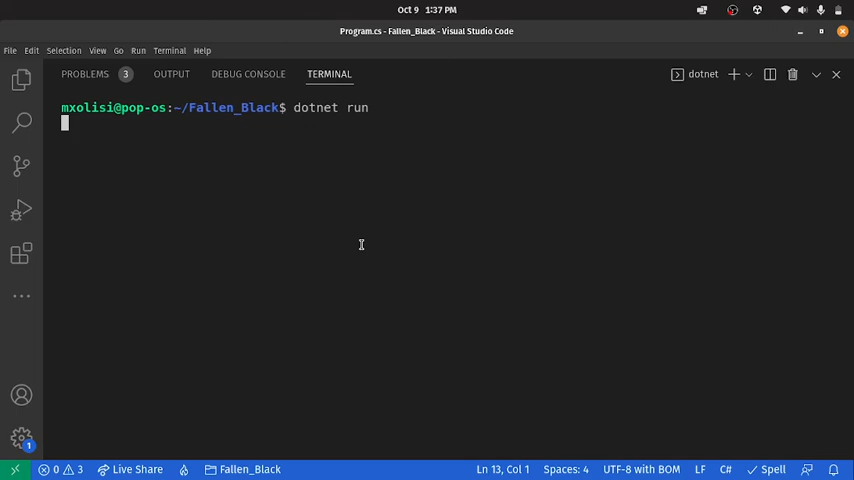 Oct 9 1:37 PM
Program.cs - Fallen_Black - Visual Studio Code
File Edit Selection View Go Run Terminal Help
PROBLEMS 3 OUTPUT DEBUG CONSOLE TERMINAL dotnet
mxolisi@pop-os:~/Fallen_Black$ dotnet run
1
0 3 Live Share Fallen_Black Ln 13, Col 1 Spaces: 4 UTF-8 with BOM LF C# Spell